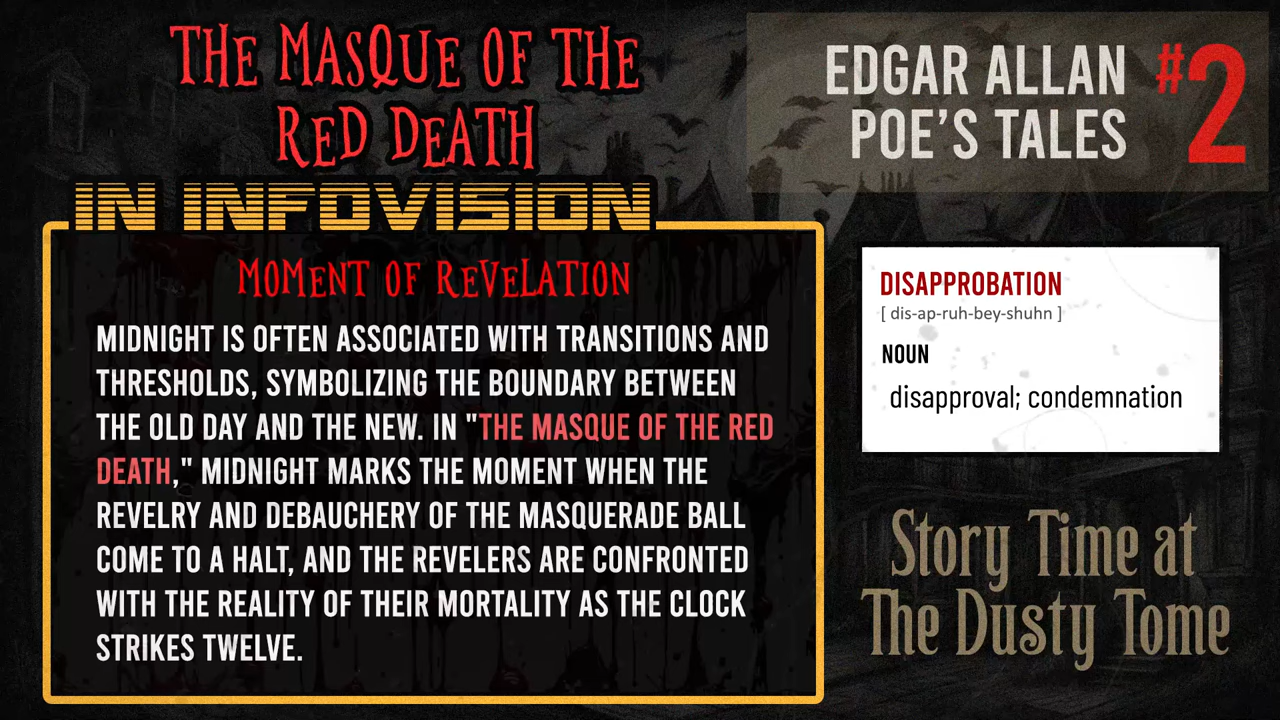 THE MASQUE OF THE
RED DEATH
IN INFOVISION
MOMENT OF REVELATION
MIDNIGHT IS OFTEN ASSOCIATED WITH TRANSITIONS AND
THRESHOLDS, SYMBOLIZING THE BOUNDARY BETWEEN
THE OLD DAY AND THE NEW. IN "THE MASQUE OF THE RED
DEATH," MIDNIGHT MARKS THE MOMENT WHEN THE
REVELRY AND DEBAUCHERY OF THE MASQUERADE BALL
COME TO A HALT, AND THE REVELERS ARE CONFRONTED
WITH THE REALITY OF THEIR MORTALITY AS THE CLOCK
STRIKES TWELVE.
EDGAR ALLAN
POE'S TALES
#2
DISAPPROBATION
[ dis-ap-ruh-bey-shuhn ]
NOUN
disapproval; condemnation
Story Time at
The Dusty Tome